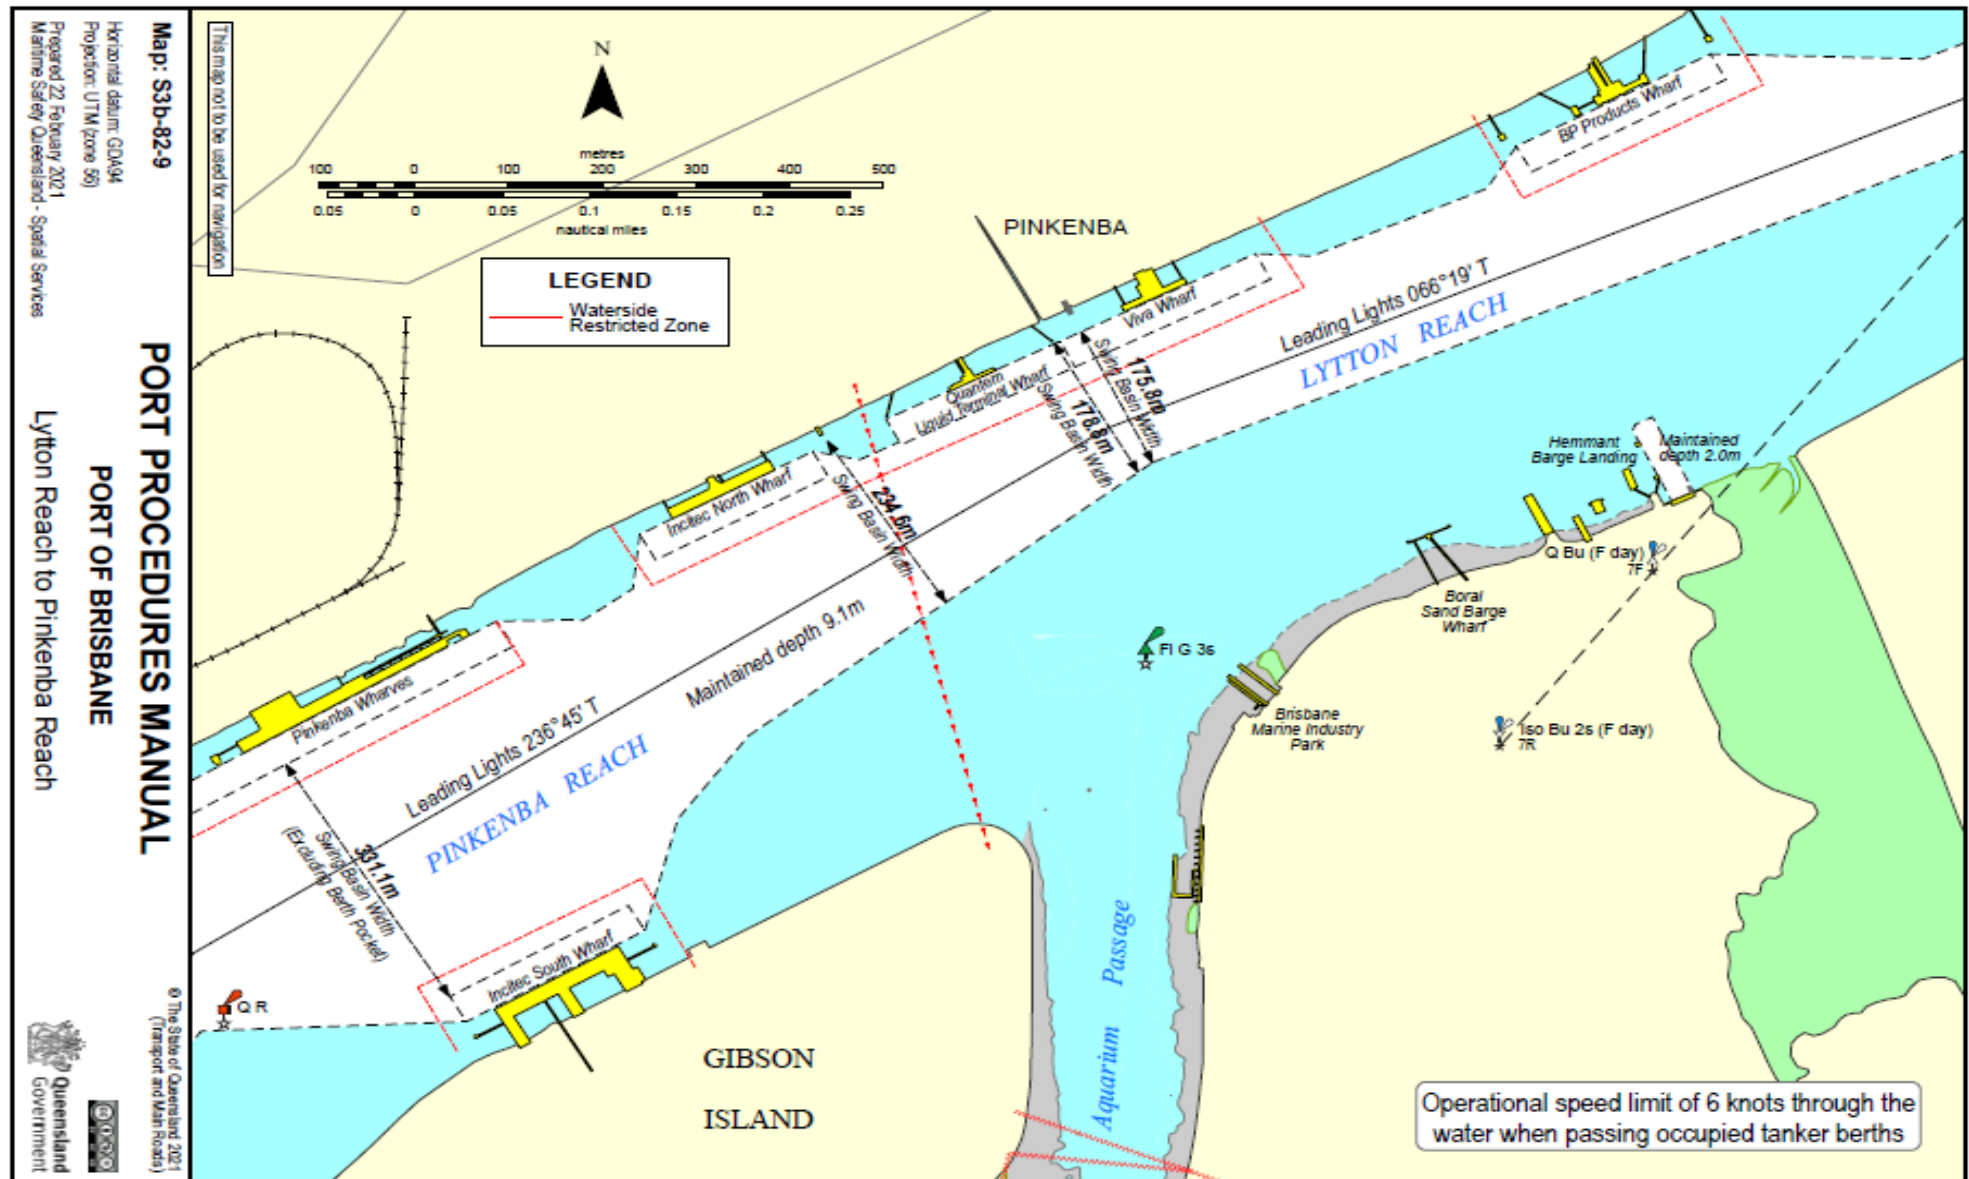 Map: S3b-82-9
Horizontal datum: GDA94
Projection: UTM (zone 56)
Prepared 22 February 2021
Maritime Safety Queensland - Spatial Services
PORT PROCEDURES MANUAL
PORT OF BRISBANE
Lytton Reach to Pinkenba Reach
© The State of Queensland 2021
(Transport and Main Roads)
Queensland
Government
This map not to be used for navigation
N
metres
100 0 100 200 300 400 500
0.05 0 0.05 0.1 0.15 0.2 0.25
nautical miles
LEGEND
Waterside
Restricted Zone
PINKENBA
BP Products Wharf
Viva Wharf
Leading Lights 066°19' T
LYTTON REACH
Quantem
Liquid Terminal Wharf
175.8m
Swing Basin Width
178.8m
Swing Basin Width
Incitec North Wharf
234.6m
Swing Basin Width
Hemmant
Barge Landing
Maintained
depth 2.0m
Q Bu (F day)
7F
Boral
Sand Barge
Wharf
Fl G 3s
Brisbane
Marine Industry
Park
Iso Bu 2s (F day)
7R
Pinkenba Wharves
Maintained depth 9.1m
Leading Lights 236°45' T
PINKENBA REACH
331.1m
Swing Basin Width
(Excluding Berth Pocket)
Incitec South Wharf
Q R
GIBSON
ISLAND
Aquarium Passage
Operational speed limit of 6 knots through the
water when passing occupied tanker berths